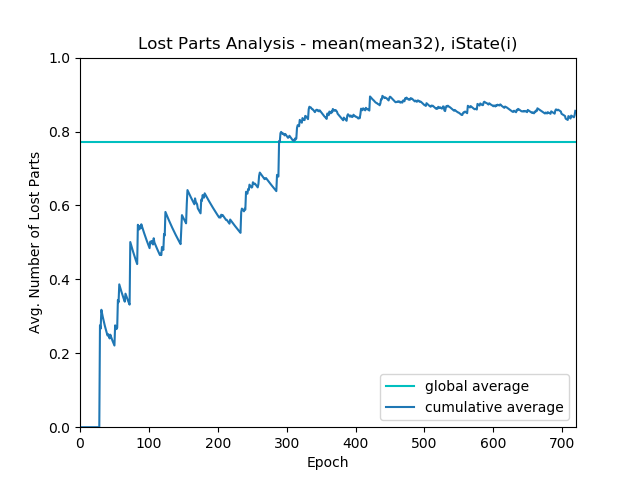 Lost Parts Analysis - mean(mean32), iState(i)
Avg. Number of Lost Parts
1.0
0.8
0.6
0.4
0.2
0.0
0 100 200 300 400 500 600 700
Epoch
global average
cumulative average